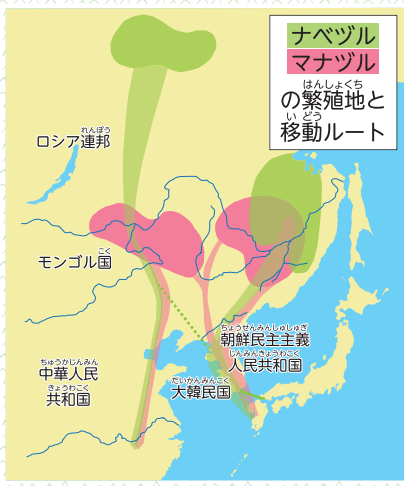 ナベヅル
マナヅル
はんしょくち
の繁殖地と
い どう
移動ルート
れんぽう
ロシア連邦
こく
モンゴル国
ちょうせんみんしゅしゅぎ
朝鮮民主主義
じんみんきょうわこく
人民共和国
ちゅうかじんみん
中華人民
きょうわこく
共和国
だいかんみんこく
大韓民国